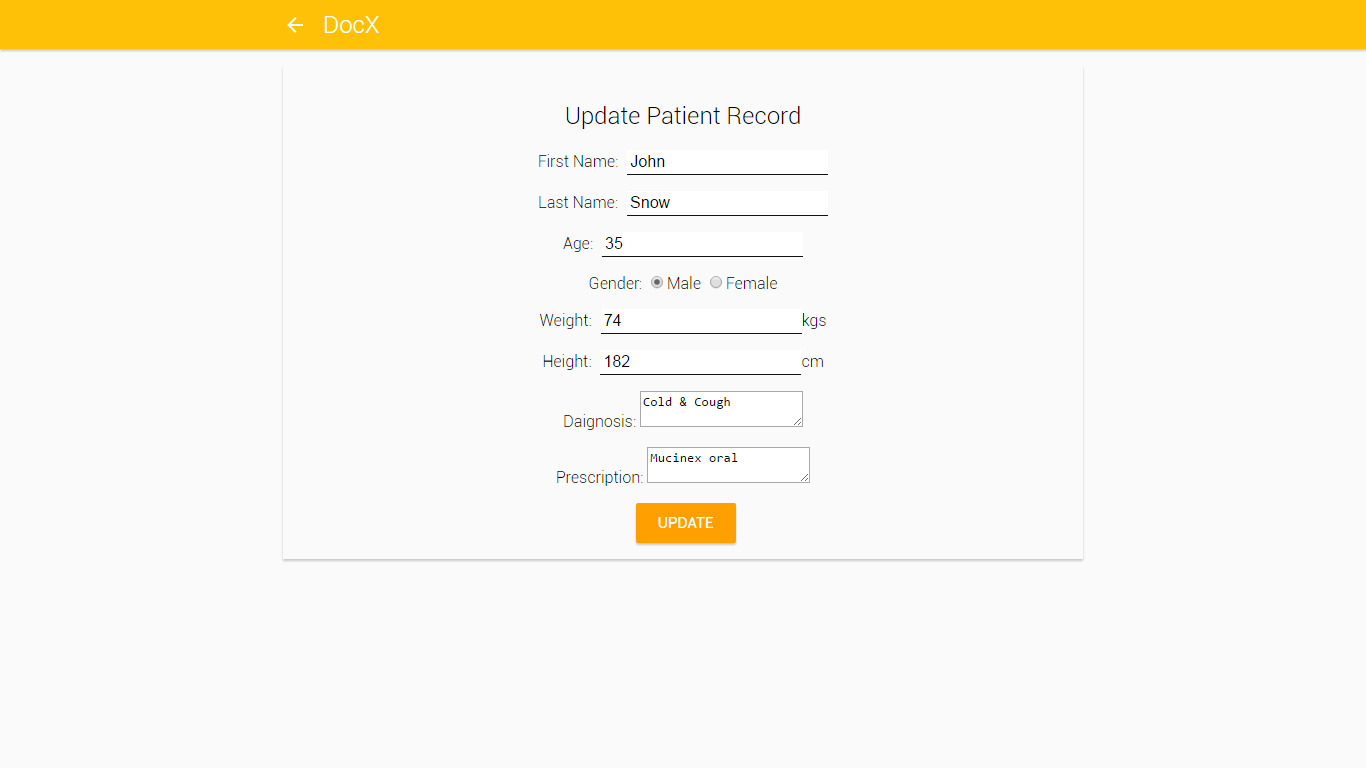 DocX
Update Patient Record
First Name: John
Last Name: Snow
Age: 35
Gender: Male Female
Weight: 74 kgs
Height: 182 cm
Daignosis: Cold & Cough
Prescription: Mucinex oral
UPDATE